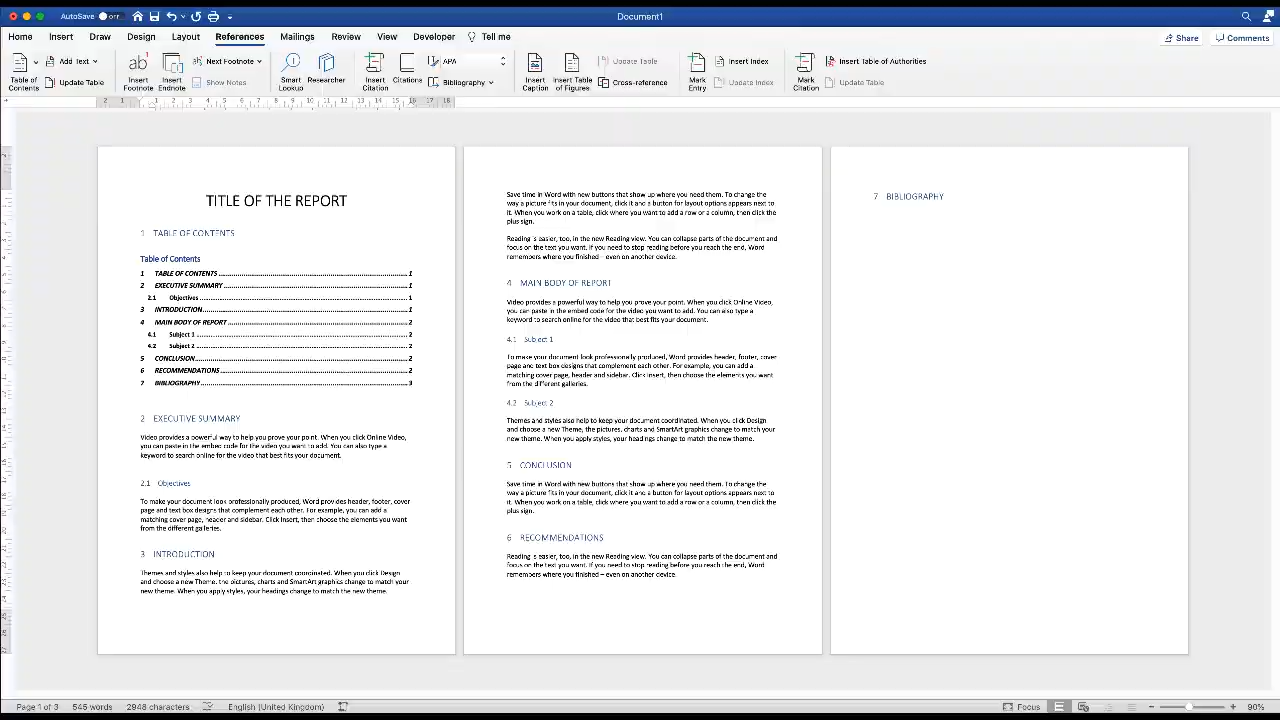 AutoSave OFF Document1
Home Insert Draw Design Layout References Mailings Review View Developer Tell me Share Comments
Table of Contents Add Text Update Table
Insert Footnote Insert Endnote Next Footnote Show Notes
Smart Lookup Researcher
Insert Citation Citations APA Bibliography
Insert Caption Insert Table of Figures Update Table Cross-reference
Mark Entry Insert Index Update Index
Mark Citation Insert Table of Authorities Update Table
2 1 1 2 3 4 5 6 7 8 9 10 11 12 13 14 15 16 17 18
TITLE OF THE REPORT
1 TABLE OF CONTENTS
Table of Contents
1 TABLE OF CONTENTS 1
2 EXECUTIVE SUMMARY 1
2.1 Objectives 1
3 INTRODUCTION 1
4 MAIN BODY OF REPORT 2
4.1 Subject 1 2
4.2 Subject 2 2
5 CONCLUSION 2
6 RECOMMENDATIONS 2
7 BIBLIOGRAPHY 3
2 EXECUTIVE SUMMARY
Video provides a powerful way to help you prove your point. When you click Online Video,
you can paste in the embed code for the video you want to add. You can also type a
keyword to search online for the video that best fits your document.
2.1 Objectives
To make your document look professionally produced, Word provides header, footer, cover
page and text box designs that complement each other. For example, you can add a
matching cover page, header and sidebar. Click Insert, then choose the elements you want
from the different galleries.
3 INTRODUCTION
Themes and styles also help to keep your document coordinated. When you click Design
and choose a new Theme, the pictures, charts and SmartArt graphics change to match your
new theme. When you apply styles, your headings change to match the new theme.
Save time in Word with new buttons that show up where you need them. To change the
way a picture fits in your document, click it and a button for layout options appears next to
it. When you work on a table, click where you want to add a row or a column, then click the
plus sign.
Reading is easier, too, in the new Reading view. You can collapse parts of the document and
focus on the text you want. If you need to stop reading before you reach the end, Word
remembers where you finished – even on another device.
4 MAIN BODY OF REPORT
Video provides a powerful way to help you prove your point. When you click Online Video,
you can paste in the embed code for the video you want to add. You can also type a
keyword to search online for the video that best fits your document.
4.1 Subject 1
To make your document look professionally produced, Word provides header, footer, cover
page and text box designs that complement each other. For example, you can add a
matching cover page, header and sidebar. Click Insert, then choose the elements you want
from the different galleries.
4.2 Subject 2
Themes and styles also help to keep your document coordinated. When you click Design
and choose a new Theme, the pictures, charts and SmartArt graphics change to match your
new theme. When you apply styles, your headings change to match the new theme.
5 CONCLUSION
Save time in Word with new buttons that show up where you need them. To change the
way a picture fits in your document, click it and a button for layout options appears next to
it. When you work on a table, click where you want to add a row or a column, then click the
plus sign.
6 RECOMMENDATIONS
Reading is easier, too, in the new Reading view. You can collapse parts of the document and
focus on the text you want. If you need to stop reading before you reach the end, Word
remembers where you finished – even on another device.
7 BIBLIOGRAPHY
Page 1 of 3 545 words 2948 characters English (United Kingdom) Focus 90%